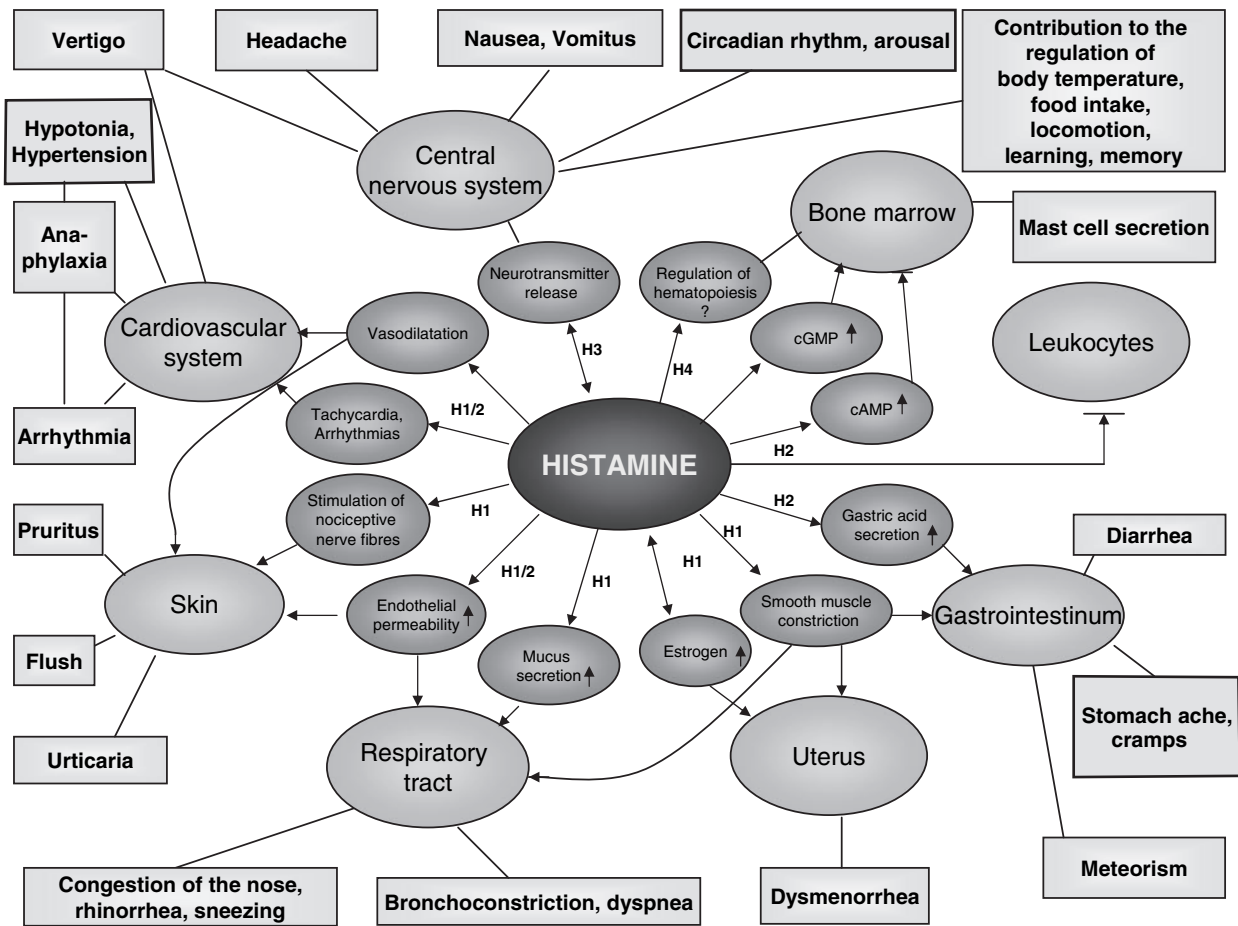 Vertigo
Headache
Nausea, Vomitus
Circadian rhythm, arousal
Contribution to the
regulation of
body temperature,
food intake,
locomotion,
learning, memory
Hypotonia,
Hypertension
Central
nervous system
Bone marrow
Mast cell secretion
Ana-
phylaxia
Neurotransmitter
release
Regulation of
hematopoiesis
?
Cardiovascular
system
Vasodilatation
cGMP ↑
Leukocytes
H3
H4
Tachycardia,
Arrhythmias
H1/2
cAMP ↑
Arrhythmia
HISTAMINE
H2
Pruritus
Stimulation of
nociceptive
nerve fibres
H1
H2
H1
Gastric acid
secretion ↑
Diarrhea
Skin
H1/2
H1
H1
Endothelial
permeability ↑
Smooth muscle
constriction
Gastrointestinum
Flush
Mucus
secretion ↑
Estrogen ↑
Stomach ache,
cramps
Urticaria
Respiratory
tract
Uterus
Meteorism
Congestion of the nose,
rhinorrhea, sneezing
Bronchoconstriction, dyspnea
Dysmenorrhea